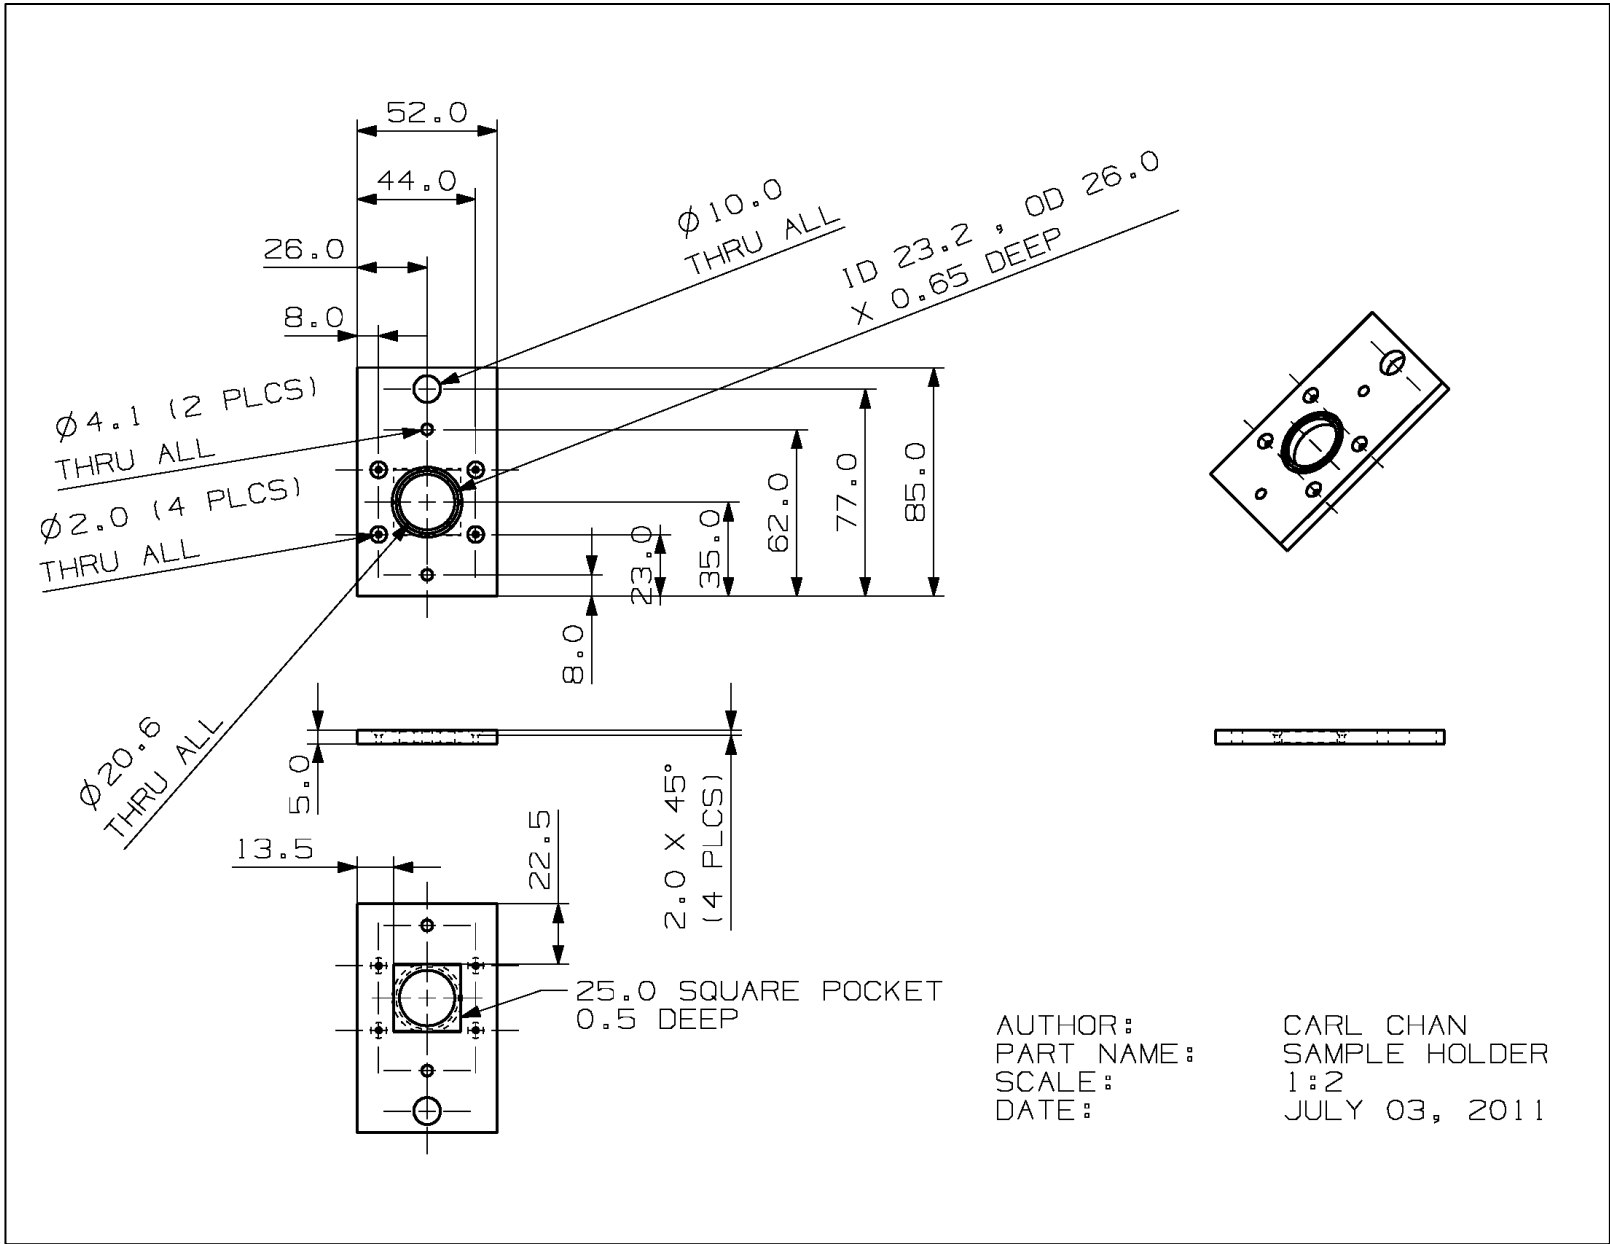 52.0
44.0
26.0
8.0
Ø10.0
THRU ALL
ID 23.2 , OD 26.0
X 0.65 DEEP
Ø4.1 (2 PLCS)
THRU ALL
Ø2.0 (4 PLCS)
THRU ALL
8.0
23.0
35.0
62.0
77.0
85.0
Ø20.6
THRU ALL
5.0
2.0 X 45°
(4 PLCS)
13.5
22.5
25.0 SQUARE POCKET
0.5 DEEP
AUTHOR: CARL CHAN
PART NAME: SAMPLE HOLDER
SCALE: 1:2
DATE: JULY 03, 2011